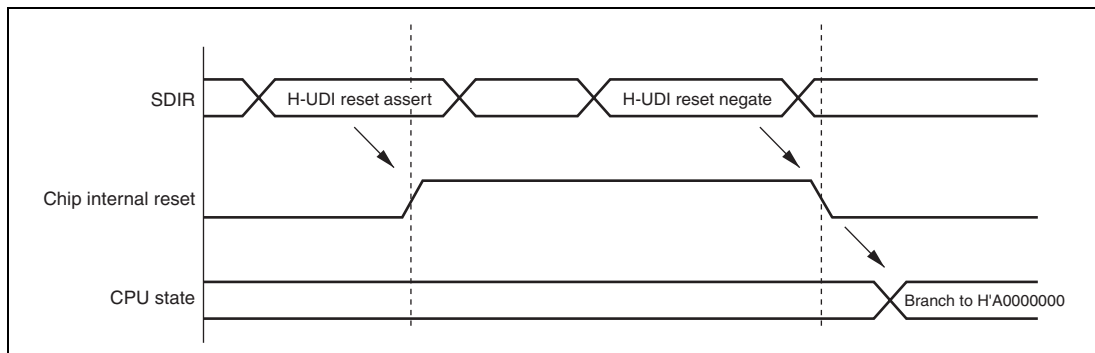 SDIR
H-UDI reset assert
H-UDI reset negate
Chip internal reset
CPU state
Branch to H'A0000000